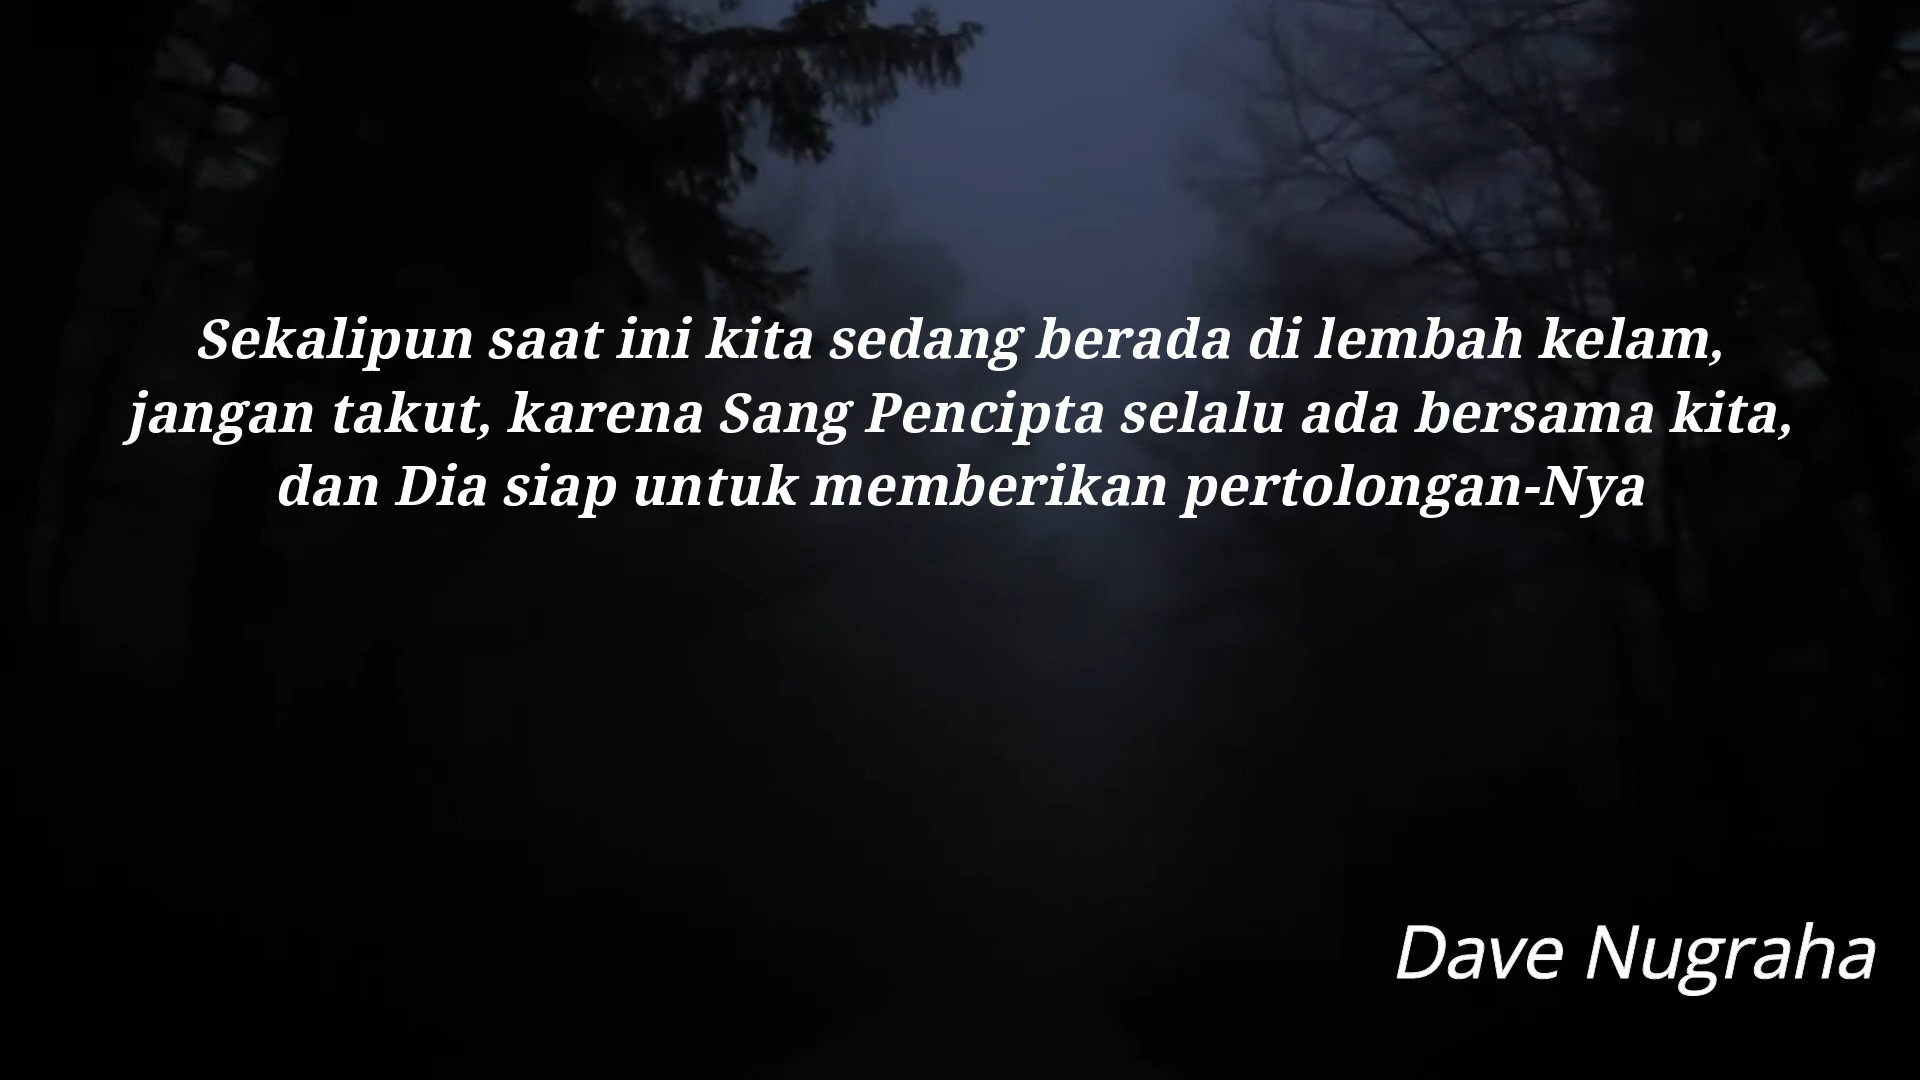 Sekalipun saat ini kita sedang berada di lembah kelam,
jangan takut, karena Sang Pencipta selalu ada bersama kita,
dan Dia siap untuk memberikan pertolongan-Nya
Dave Nugraha